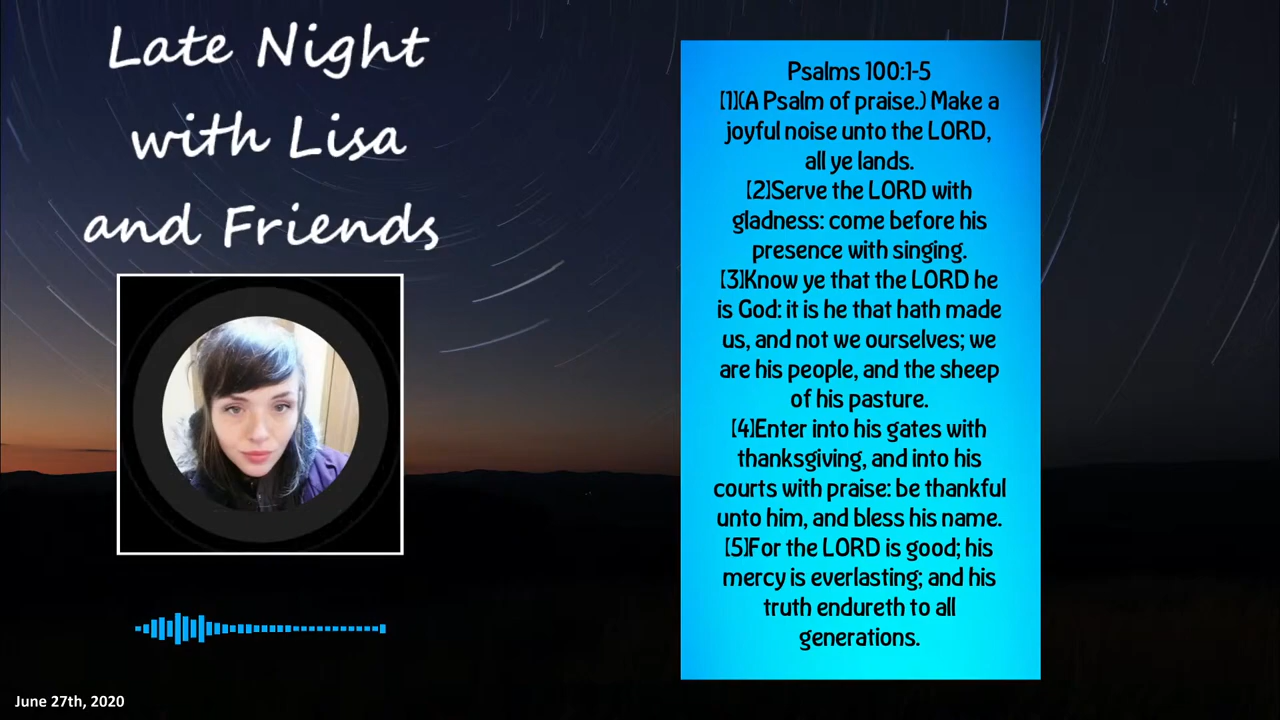 Late Night
with Lisa
and Friends
Psalms 100:1-5
[1](A Psalm of praise.) Make a
joyful noise unto the LORD,
all ye lands.
[2]Serve the LORD with
gladness: come before his
presence with singing.
[3]Know ye that the LORD he
is God: it is he that hath made
us, and not we ourselves; we
are his people, and the sheep
of his pasture.
[4]Enter into his gates with
thanksgiving, and into his
courts with praise: be thankful
unto him, and bless his name.
[5]For the LORD is good; his
mercy is everlasting; and his
truth endureth to all
generations.
June 27th, 2020